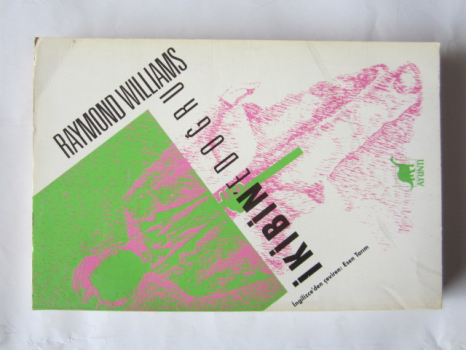 RAYMOND WILLIAMS
İKİBİN'E DOĞRU
İngilizce'den çeviren: Esen Tarım
AYRINTI